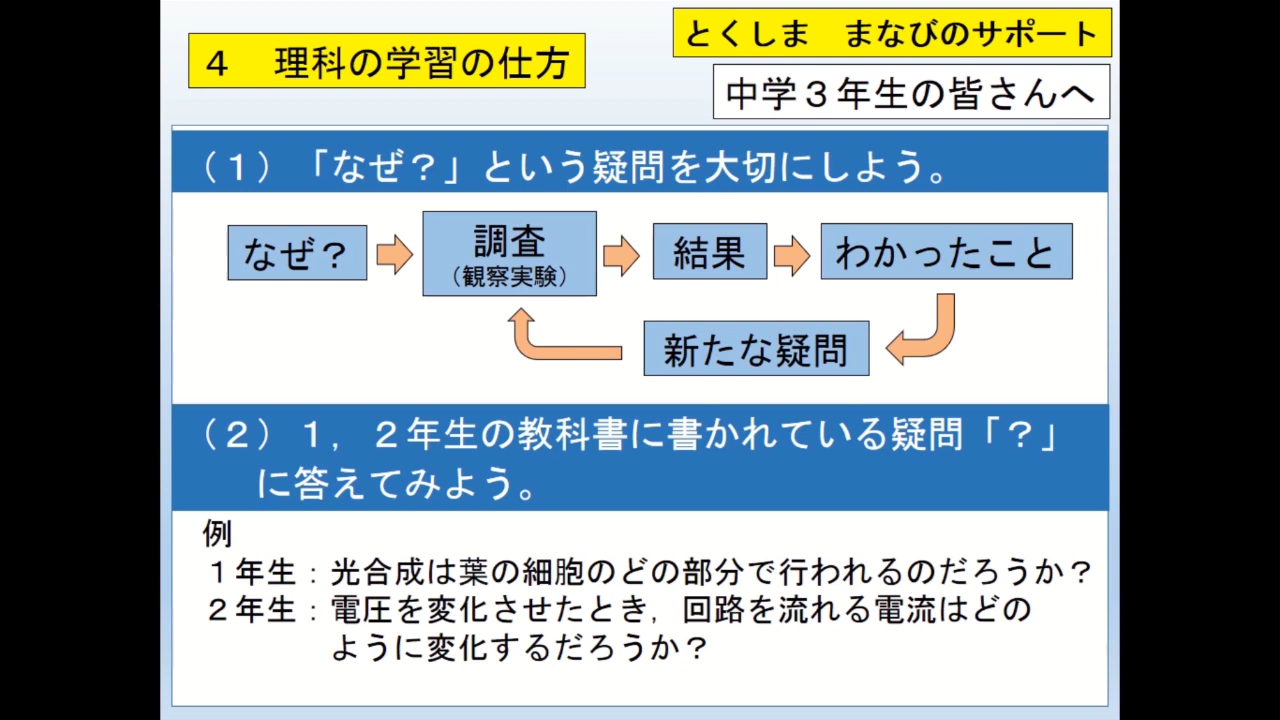 とくしま　まなびのサポート
４　理科の学習の仕方
中学３年生の皆さんへ
（１）「なぜ？」という疑問を大切にしよう。
なぜ？
調査
（観察実験）
結果
わかったこと
新たな疑問
（２）１，２年生の教科書に書かれている疑問「？」
に答えてみよう。
例
１年生：光合成は葉の細胞のどの部分で行われるのだろうか？
２年生：電圧を変化させたとき，回路を流れる電流はどの
ように変化するだろうか？